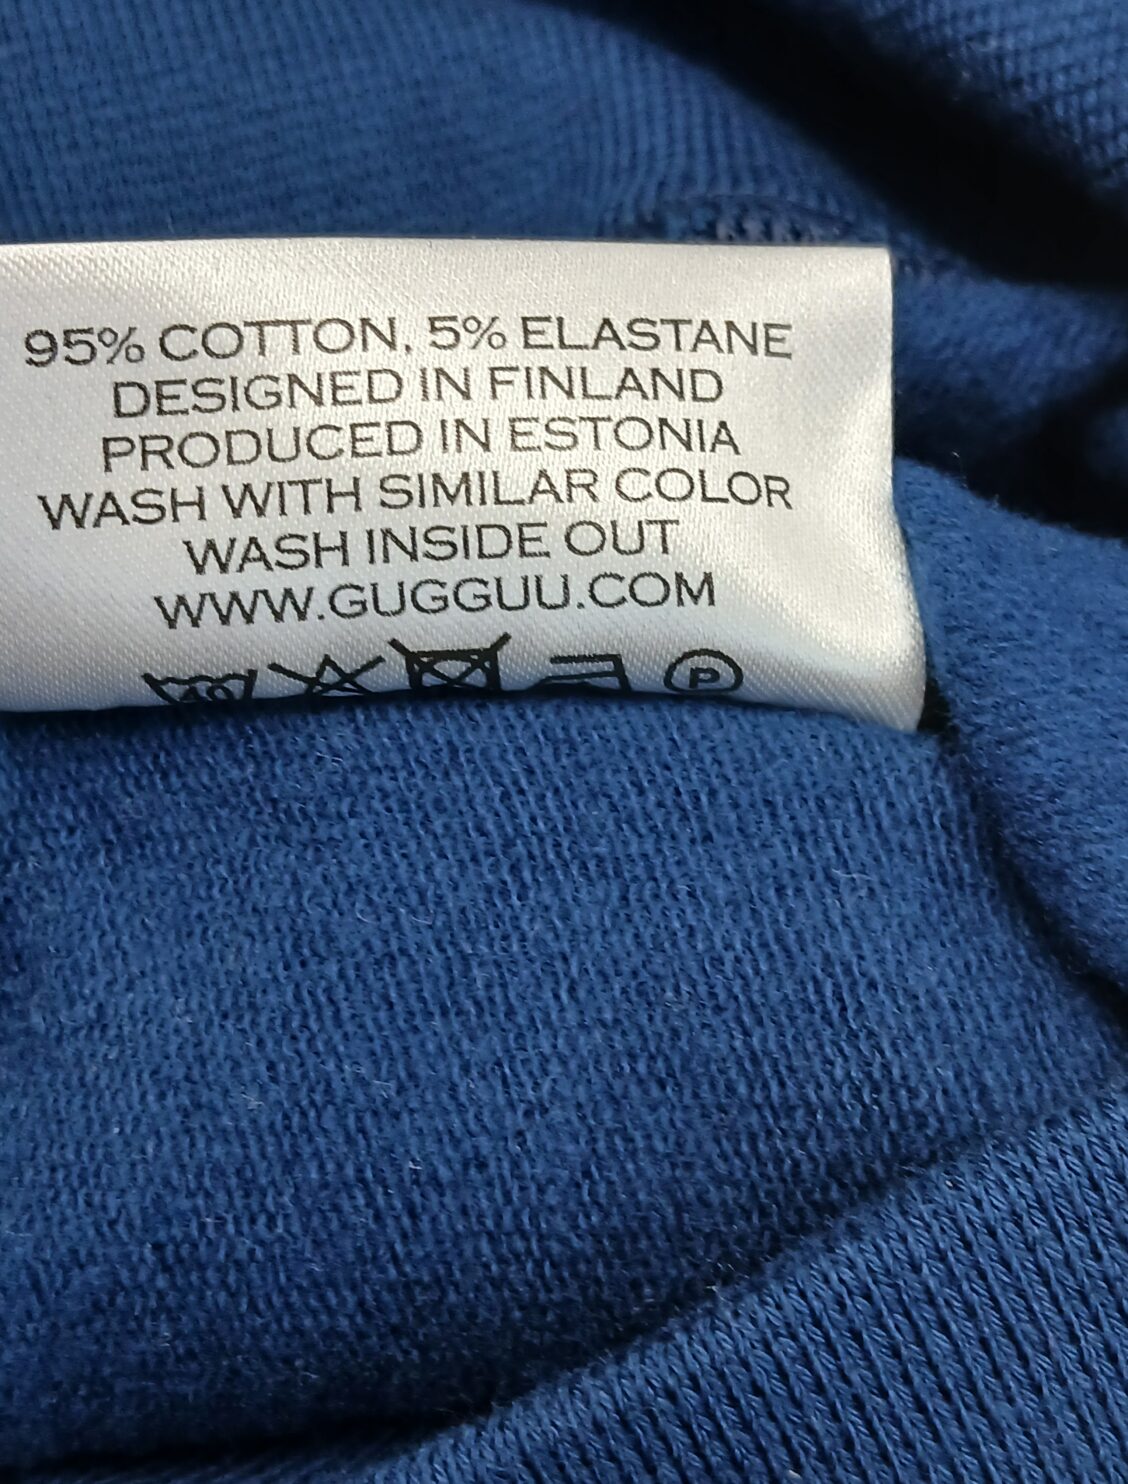 95% COTTON, 5% ELASTANE
DESIGNED IN FINLAND
PRODUCED IN ESTONIA
WASH WITH SIMILAR COLOR
WASH INSIDE OUT
WWW.GUGGUU.COM
40 P